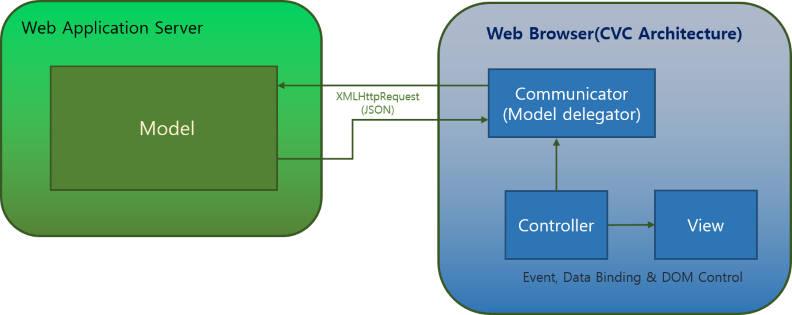 Web Application Server
Model
XMLHttpRequest
(JSON)
Web Browser(CVC Architecture)
Communicator
(Model delegator)
Controller
View
Event, Data Binding & DOM Control